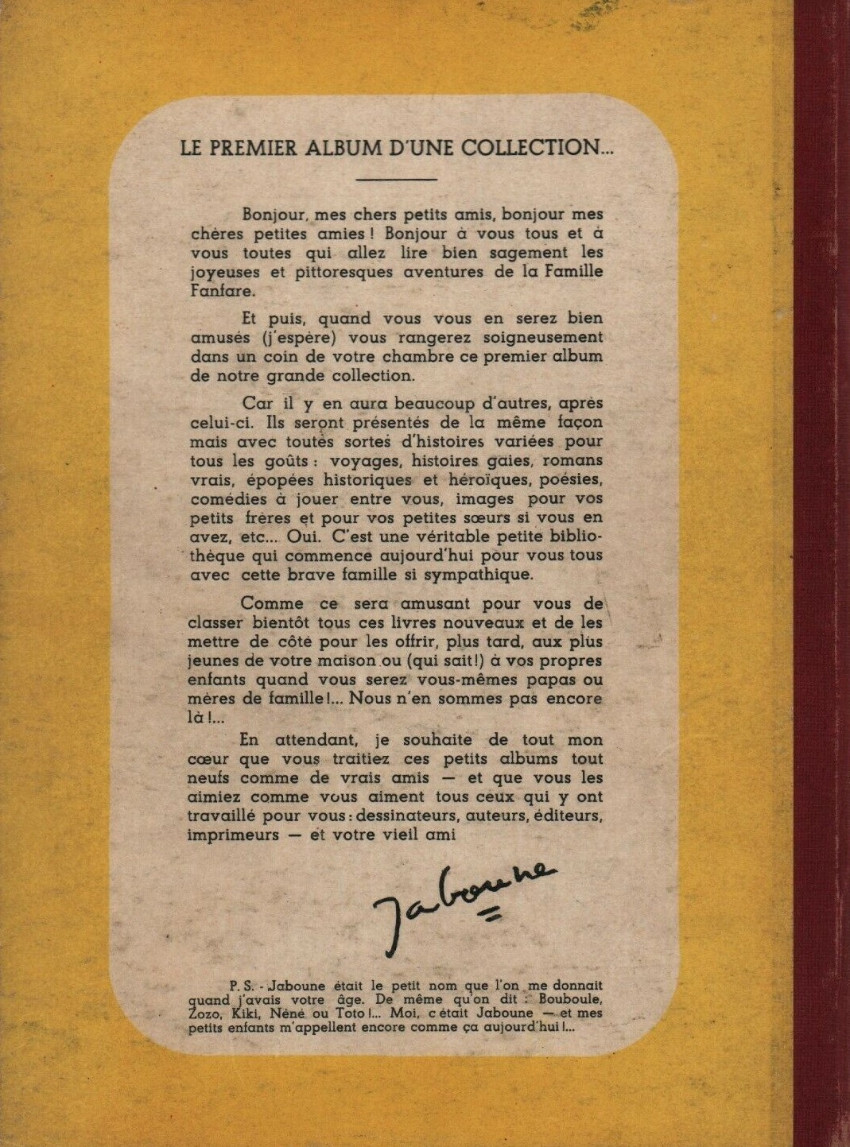 LE PREMIER ALBUM D'UNE COLLECTION...
Bonjour, mes chers petits amis, bonjour mes
chères petites amies ! Bonjour à vous tous et à
vous toutes qui allez lire bien sagement les
joyeuses et pittoresques aventures de la Famille
Fanfare.
Et puis, quand vous vous en serez bien
amusés (j'espère) vous rangerez soigneusement
dans un coin de votre chambre ce premier album
de notre grande collection.
Car il y en aura beaucoup d'autres, après
celui-ci. Ils seront présentés de la même façon
mais avec toutes sortes d'histoires variées pour
tous les goûts : voyages, histoires gaies, romans
vrais, épopées historiques et héroïques, poésies,
comédies à jouer entre vous, images pour vos
petits frères et pour vos petites sœurs si vous en
avez, etc... Oui. C'est une véritable petite biblio-
thèque qui commence aujourd'hui pour vous tous
avec cette brave famille si sympathique.
Comme ce sera amusant pour vous de
classer bientôt tous ces livres nouveaux et de les
mettre de côté pour les offrir, plus tard, aux plus
jeunes de votre maison ou (qui sait!) à vos propres
enfants quand vous serez vous-mêmes papas ou
mères de famille !... Nous n'en sommes pas encore
là !...
En attendant, je souhaite de tout mon
cœur que vous traitiez ces petits albums tout
neufs comme de vrais amis — et que vous les
aimiez comme vous aiment tous ceux qui y ont
travaillé pour vous : dessinateurs, auteurs, éditeurs,
imprimeurs — et votre vieil ami
Jaboune
P. S. - Jaboune était le petit nom que l'on me donnait
quand j'avais votre âge. De même qu'on dit : Bouboule,
Zozo, Kiki, Néné ou Toto !... Moi, c'était Jaboune — et mes
petits enfants m'appellent encore comme ça aujourd'hui !...